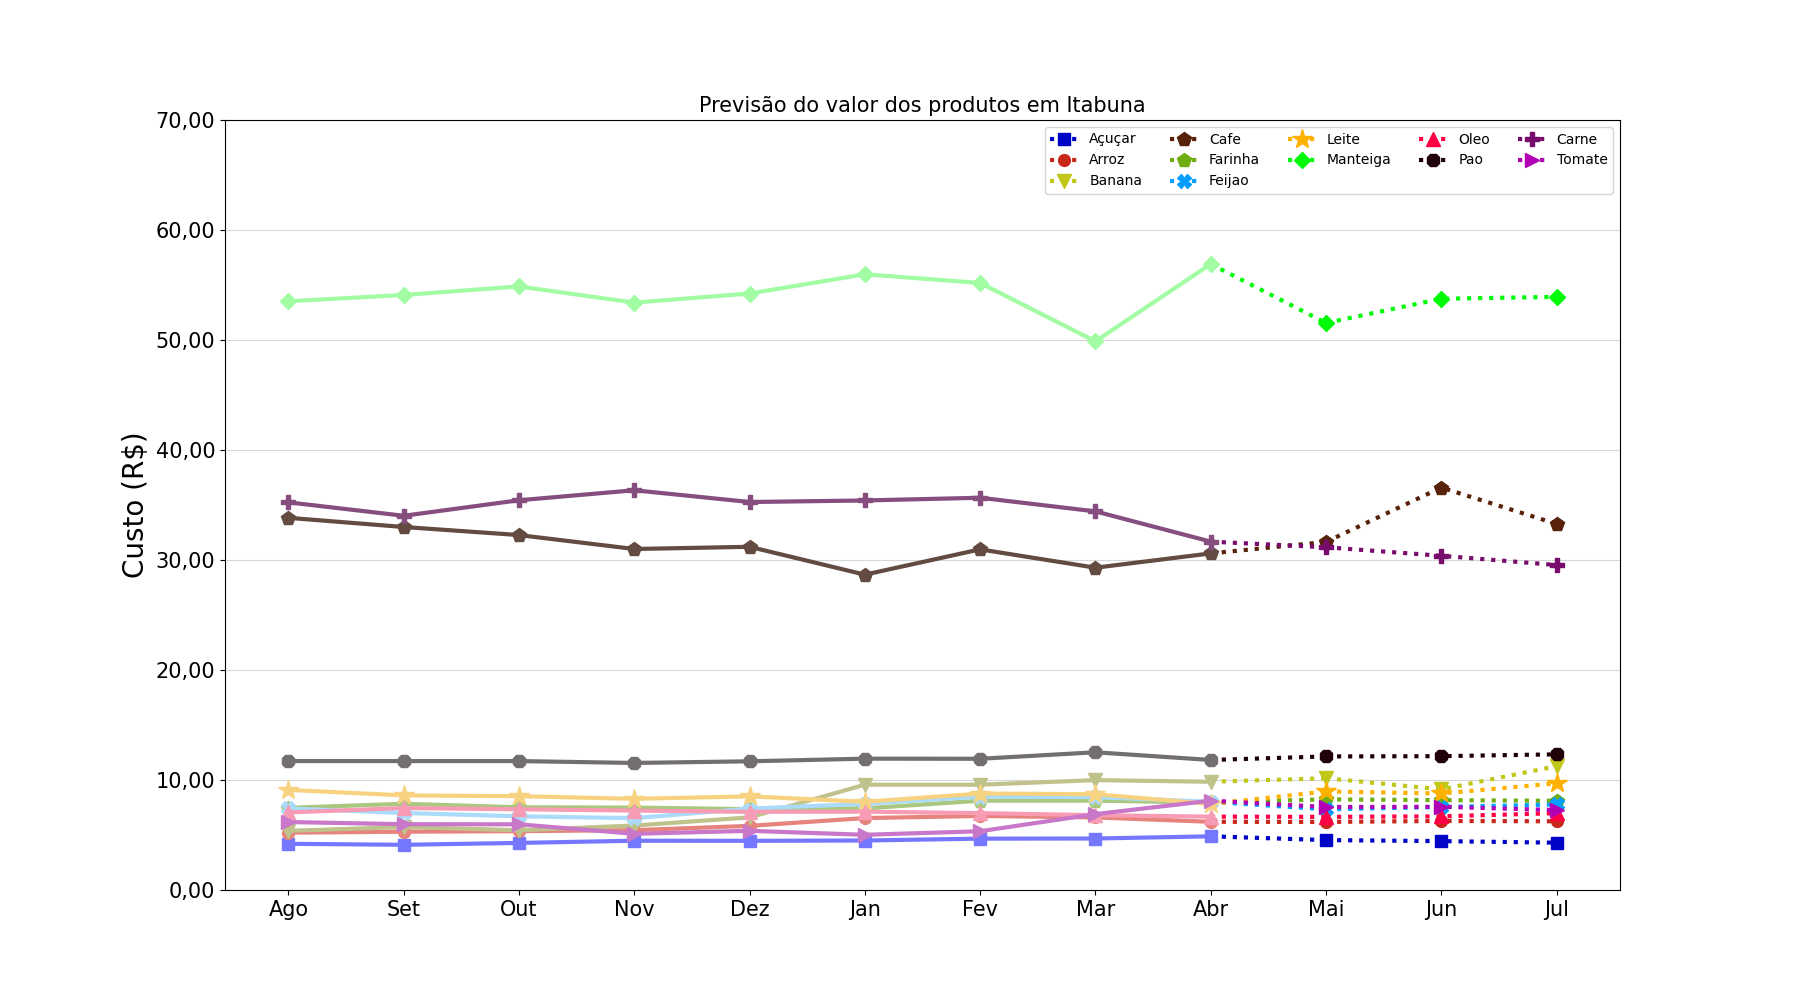 Previsão do valor dos produtos em Itabuna
70,00
60,00
50,00
40,00
30,00
20,00
10,00
0,00
Custo (R$)
Açuçar
Arroz
Banana
Cafe
Farinha
Feijao
Leite
Manteiga
Oleo
Pao
Carne
Tomate
Ago Set Out Nov Dez Jan Fev Mar Abr Mai Jun Jul